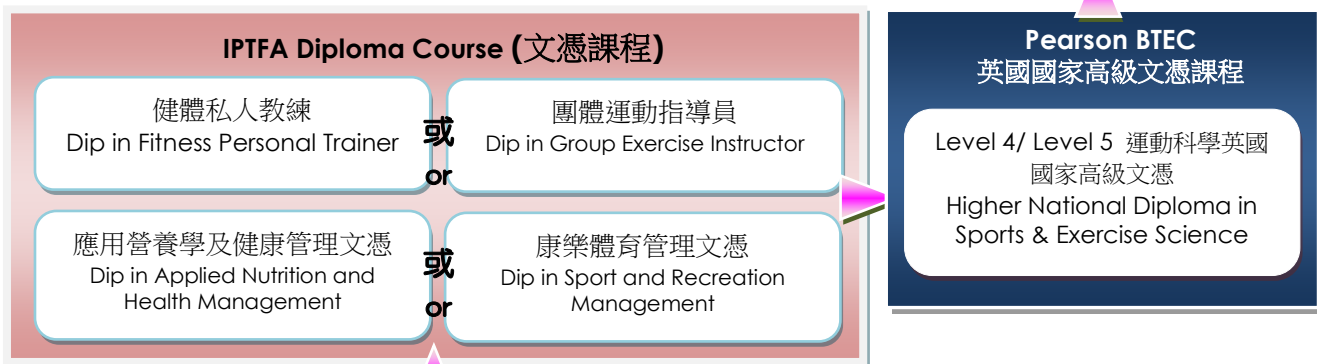 IPTFA Diploma Course (文憑課程)
健體私人教練
Dip in Fitness Personal Trainer
或
or
團體運動指導員
Dip in Group Exercise Instructor
應用營養學及健康管理文憑
Dip in Applied Nutrition and
Health Management
或
or
康樂體育管理文憑
Dip in Sport and Recreation
Management
Pearson BTEC
英國國家高級文憑課程
Level 4/ Level 5 運動科學英國
國家高級文憑
Higher National Diploma in
Sports & Exercise Science